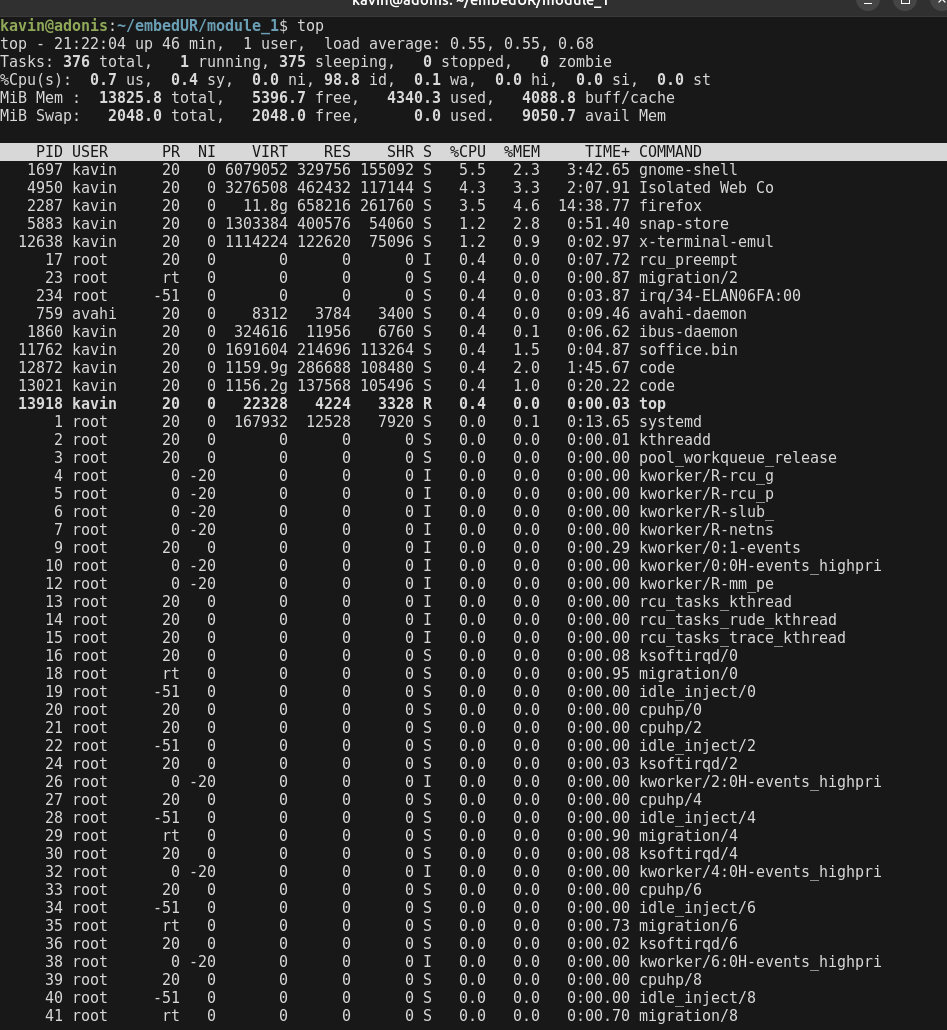 kavin@adonis: ~/embedUR/module_1
kavin@adonis:~/embedUR/module_1$ top
top - 21:22:04 up 46 min,  1 user,  load average: 0.55, 0.55, 0.68
Tasks: 376 total,   1 running, 375 sleeping,   0 stopped,   0 zombie
%Cpu(s):  0.7 us,  0.4 sy,  0.0 ni, 98.8 id,  0.1 wa,  0.0 hi,  0.0 si,  0.0 st
MiB Mem :  13825.8 total,   5396.7 free,   4340.3 used,   4088.8 buff/cache
MiB Swap:   2048.0 total,   2048.0 free,      0.0 used.   9050.7 avail Mem
    PID USER      PR  NI    VIRT    RES    SHR S  %CPU  %MEM     TIME+ COMMAND
   1697 kavin     20   0 6079052 329756 155092 S   5.5   2.3   3:42.65 gnome-shell
   4950 kavin     20   0 3276508 462432 117144 S   4.3   3.3   2:07.91 Isolated Web Co
   2287 kavin     20   0   11.8g 658216 261760 S   3.5   4.6  14:38.77 firefox
   5883 kavin     20   0 1303384 400576  54060 S   1.2   2.8   0:51.40 snap-store
  12638 kavin     20   0 1114224 122620  75096 S   1.2   0.9   0:02.97 x-terminal-emul
     17 root      20   0       0      0      0 I   0.4   0.0   0:07.72 rcu_preempt
     23 root      rt   0       0      0      0 S   0.4   0.0   0:00.87 migration/2
    234 root     -51   0       0      0      0 S   0.4   0.0   0:03.87 irq/34-ELAN06FA:00
    759 avahi     20   0    8312   3784   3400 S   0.4   0.0   0:09.46 avahi-daemon
   1860 kavin     20   0  324616  11956   6760 S   0.4   0.1   0:06.62 ibus-daemon
  11762 kavin     20   0 1691604 214696 113264 S   0.4   1.5   0:04.87 soffice.bin
  12872 kavin     20   0 1159.9g 286688 108480 S   0.4   2.0   1:45.67 code
  13021 kavin     20   0 1156.2g 137568 105496 S   0.4   1.0   0:20.22 code
  13918 kavin     20   0   22328   4224   3328 R   0.4   0.0   0:00.03 top
      1 root      20   0  167932  12528   7920 S   0.0   0.1   0:13.65 systemd
      2 root      20   0       0      0      0 S   0.0   0.0   0:00.01 kthreadd
      3 root      20   0       0      0      0 S   0.0   0.0   0:00.00 pool_workqueue_release
      4 root       0 -20       0      0      0 I   0.0   0.0   0:00.00 kworker/R-rcu_g
      5 root       0 -20       0      0      0 I   0.0   0.0   0:00.00 kworker/R-rcu_p
      6 root       0 -20       0      0      0 I   0.0   0.0   0:00.00 kworker/R-slub_
      7 root       0 -20       0      0      0 I   0.0   0.0   0:00.00 kworker/R-netns
      9 root      20   0       0      0      0 I   0.0   0.0   0:00.29 kworker/0:1-events
     10 root       0 -20       0      0      0 I   0.0   0.0   0:00.00 kworker/0:0H-events_highpri
     12 root       0 -20       0      0      0 I   0.0   0.0   0:00.00 kworker/R-mm_pe
     13 root      20   0       0      0      0 I   0.0   0.0   0:00.00 rcu_tasks_kthread
     14 root      20   0       0      0      0 I   0.0   0.0   0:00.00 rcu_tasks_rude_kthread
     15 root      20   0       0      0      0 I   0.0   0.0   0:00.00 rcu_tasks_trace_kthread
     16 root      20   0       0      0      0 S   0.0   0.0   0:00.08 ksoftirqd/0
     18 root      rt   0       0      0      0 S   0.0   0.0   0:00.95 migration/0
     19 root     -51   0       0      0      0 S   0.0   0.0   0:00.00 idle_inject/0
     20 root      20   0       0      0      0 S   0.0   0.0   0:00.00 cpuhp/0
     21 root      20   0       0      0      0 S   0.0   0.0   0:00.00 cpuhp/2
     22 root     -51   0       0      0      0 S   0.0   0.0   0:00.00 idle_inject/2
     24 root      20   0       0      0      0 S   0.0   0.0   0:00.03 ksoftirqd/2
     26 root       0 -20       0      0      0 I   0.0   0.0   0:00.00 kworker/2:0H-events_highpri
     27 root      20   0       0      0      0 S   0.0   0.0   0:00.00 cpuhp/4
     28 root     -51   0       0      0      0 S   0.0   0.0   0:00.00 idle_inject/4
     29 root      rt   0       0      0      0 S   0.0   0.0   0:00.90 migration/4
     30 root      20   0       0      0      0 S   0.0   0.0   0:00.08 ksoftirqd/4
     32 root       0 -20       0      0      0 I   0.0   0.0   0:00.00 kworker/4:0H-events_highpri
     33 root      20   0       0      0      0 S   0.0   0.0   0:00.00 cpuhp/6
     34 root     -51   0       0      0      0 S   0.0   0.0   0:00.00 idle_inject/6
     35 root      rt   0       0      0      0 S   0.0   0.0   0:00.73 migration/6
     36 root      20   0       0      0      0 S   0.0   0.0   0:00.02 ksoftirqd/6
     38 root       0 -20       0      0      0 I   0.0   0.0   0:00.00 kworker/6:0H-events_highpri
     39 root      20   0       0      0      0 S   0.0   0.0   0:00.00 cpuhp/8
     40 root     -51   0       0      0      0 S   0.0   0.0   0:00.00 idle_inject/8
     41 root      rt   0       0      0      0 S   0.0   0.0   0:00.70 migration/8